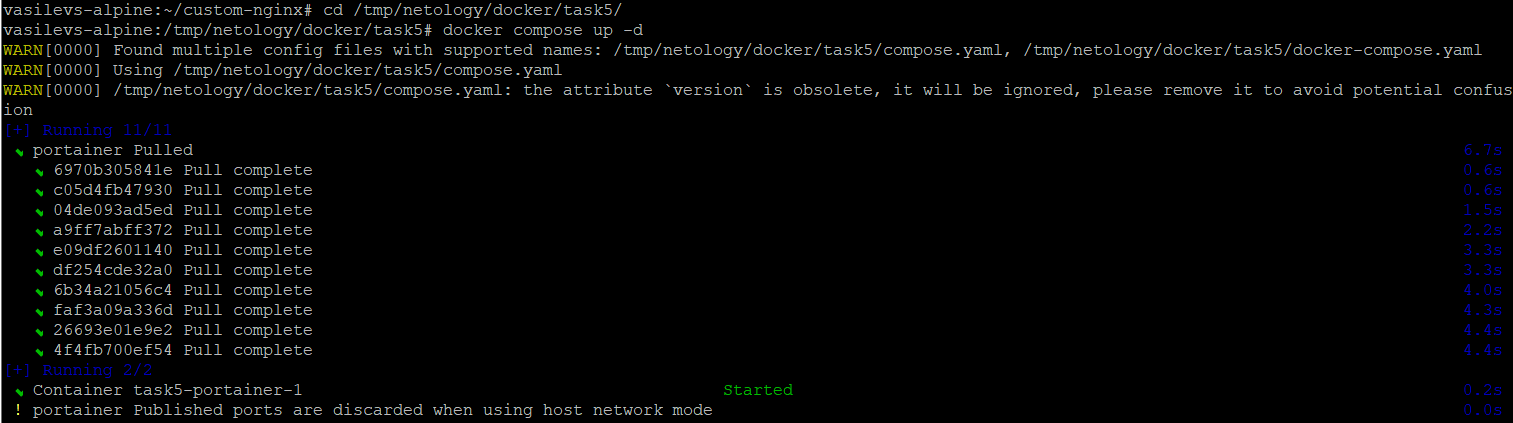 vasilevs-alpine:~/custom-nginx# cd /tmp/netology/docker/task5/
vasilevs-alpine:/tmp/netology/docker/task5# docker compose up -d
WARN[0000] Found multiple config files with supported names: /tmp/netology/docker/task5/compose.yaml, /tmp/netology/docker/task5/docker-compose.yaml
WARN[0000] Using /tmp/netology/docker/task5/compose.yaml
WARN[0000] /tmp/netology/docker/task5/compose.yaml: the attribute `version` is obsolete, it will be ignored, please remove it to avoid potential confus
ion
[+] Running 11/11
portainer Pulled 6.7s
6970b305841e Pull complete 0.6s
c05d4fb47930 Pull complete 0.6s
04de093ad5ed Pull complete 1.5s
a9ff7abff372 Pull complete 2.2s
e09df2601140 Pull complete 3.3s
df254cde32a0 Pull complete 3.3s
6b34a21056c4 Pull complete 4.0s
faf3a09a336d Pull complete 4.3s
26693e01e9e2 Pull complete 4.4s
4f4fb700ef54 Pull complete 4.4s
[+] Running 2/2
Container task5-portainer-1 Started 0.2s
! portainer Published ports are discarded when using host network mode 0.0s